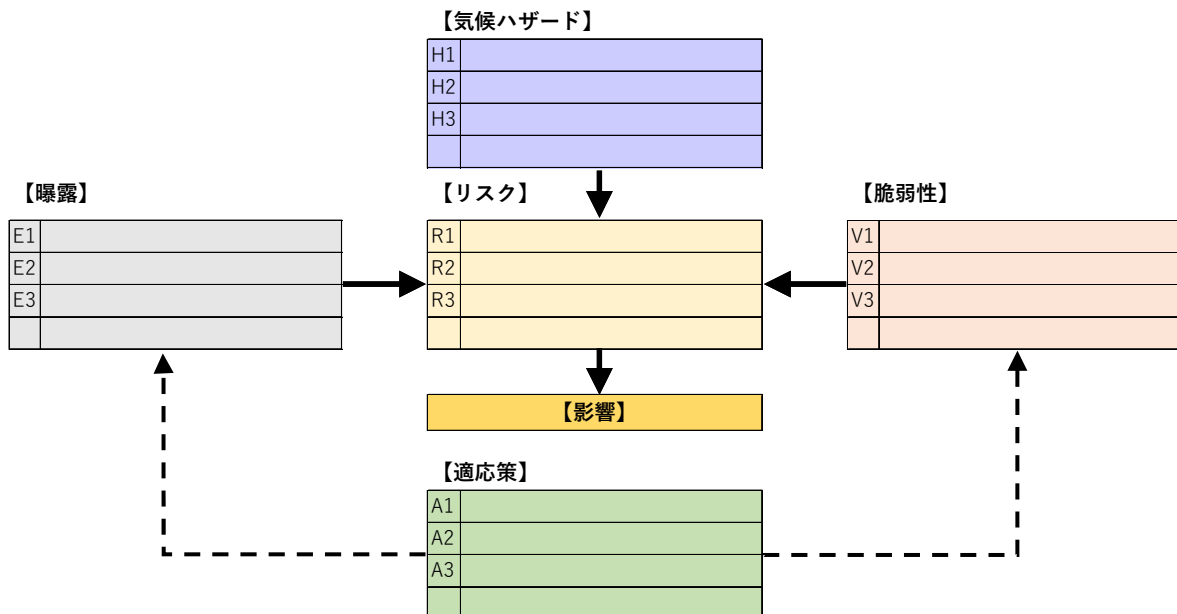 【気候ハザード】
H1
H2
H3
【曝露】
E1
E2
E3
【リスク】
R1
R2
R3
【脆弱性】
V1
V2
V3
【影響】
【適応策】
A1
A2
A3